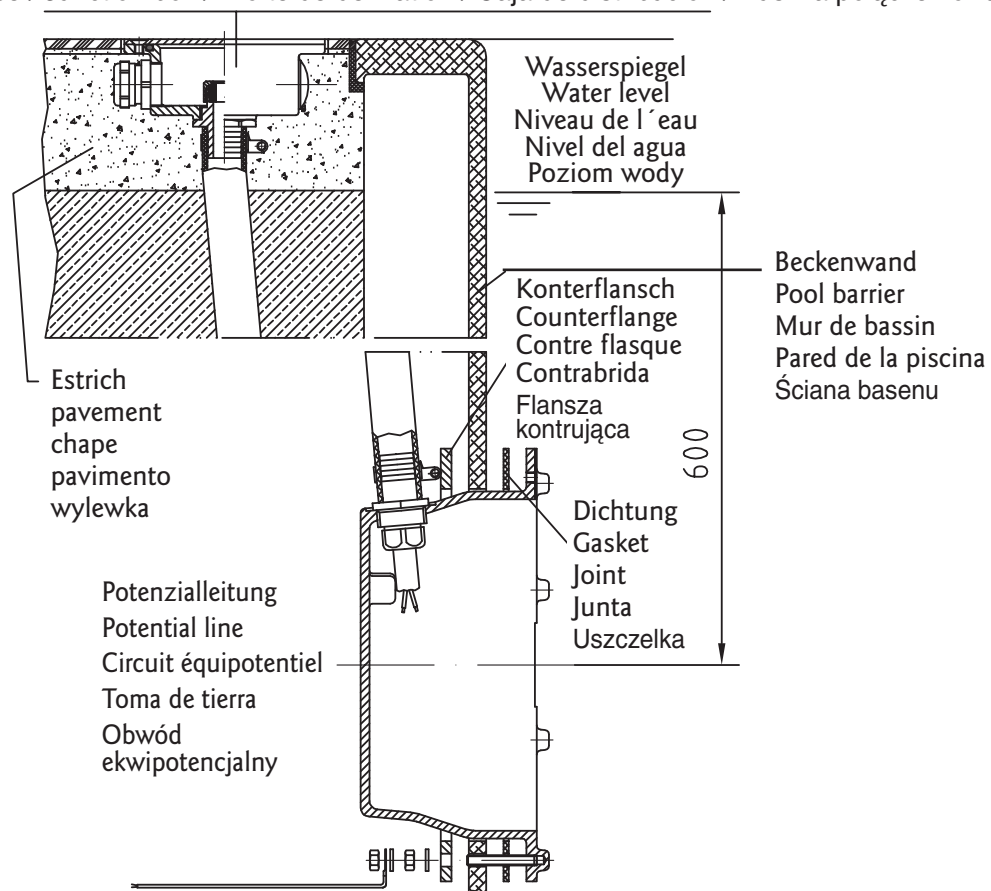 Wasserspiegel
Water level
Niveau de l´eau
Nivel del agua
Poziom wody
Beckenwand
Pool barrier
Mur de bassin
Pared de la piscina
Ściana basenu
Konterflansch
Counterflange
Contre flasque
Contrabrida
Flansza
kontrująca
Estrich
pavement
chape
pavimento
wylewka
600
Dichtung
Gasket
Joint
Junta
Uszczelka
Potenzialleitung
Potential line
Circuit équipotentiel
Toma de tierra
Obwód
ekwipotencjalny